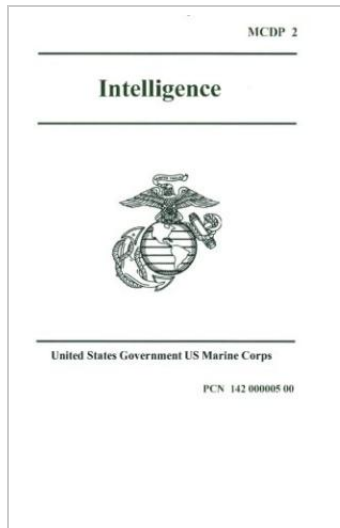 MCDP 2
Intelligence
United States Government US Marine Corps
PCN 142 000005 00